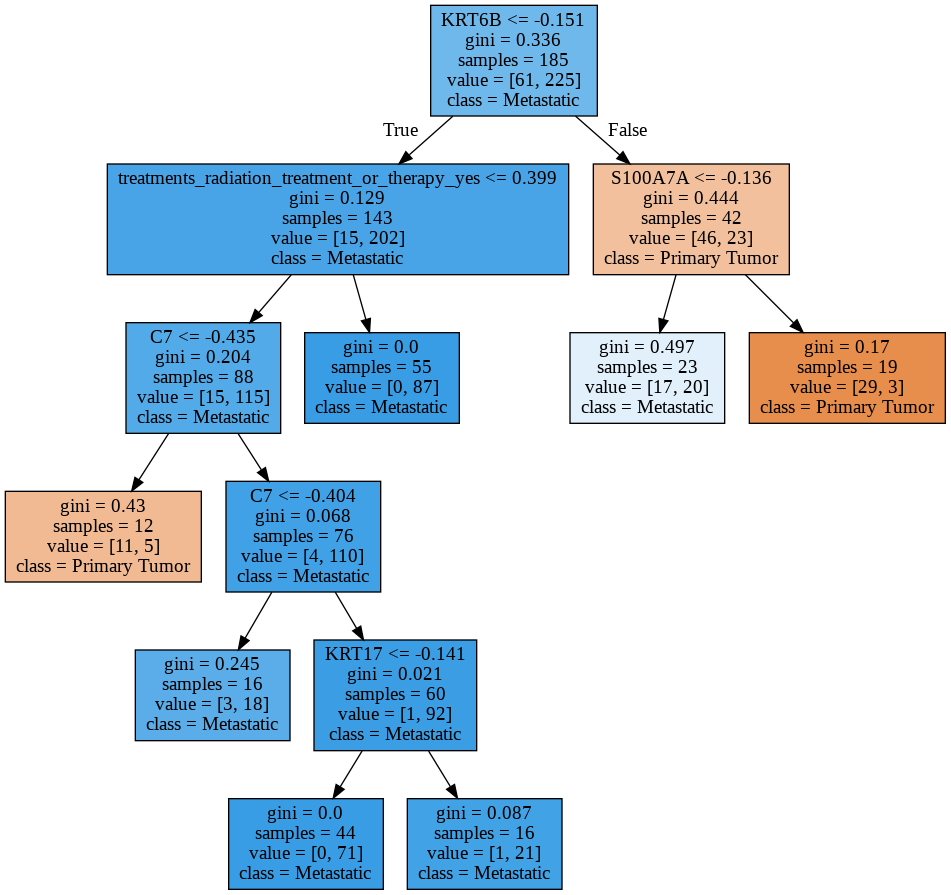 KRT6B <= -0.151
gini = 0.336
samples = 185
value = [61, 225]
class = Metastatic
True
False
treatments_radiation_treatment_or_therapy_yes <= 0.399
gini = 0.129
samples = 143
value = [15, 202]
class = Metastatic
S100A7A <= -0.136
gini = 0.444
samples = 42
value = [46, 23]
class = Primary Tumor
C7 <= -0.435
gini = 0.204
samples = 88
value = [15, 115]
class = Metastatic
gini = 0.0
samples = 55
value = [0, 87]
class = Metastatic
gini = 0.497
samples = 23
value = [17, 20]
class = Metastatic
gini = 0.17
samples = 19
value = [29, 3]
class = Primary Tumor
gini = 0.43
samples = 12
value = [11, 5]
class = Primary Tumor
C7 <= -0.404
gini = 0.068
samples = 76
value = [4, 110]
class = Metastatic
gini = 0.245
samples = 16
value = [3, 18]
class = Metastatic
KRT17 <= -0.141
gini = 0.021
samples = 60
value = [1, 92]
class = Metastatic
gini = 0.0
samples = 44
value = [0, 71]
class = Metastatic
gini = 0.087
samples = 16
value = [1, 21]
class = Metastatic